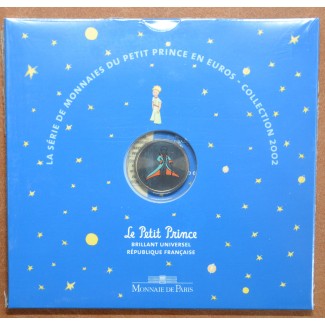 LA SÉRIE DE MONNAIES DU PETIT PRINCE EN EUROS - COLLECTION 2002
Le Petit Prince
BRILLANT UNIVERSEL
RÉPUBLIQUE FRANÇAISE
MONNAIE DE PARIS